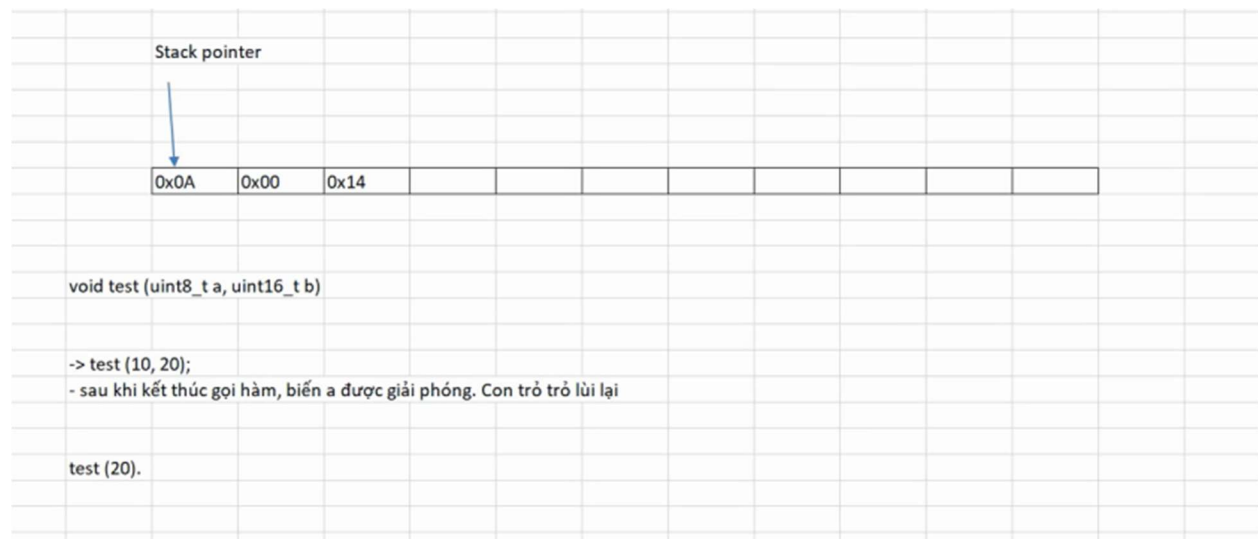 Stack pointer
0x0A 0x00 0x14
void test (uint8_t a, uint16_t b)
-> test (10, 20);
- sau khi kết thúc gọi hàm, biến a được giải phóng. Con trỏ trỏ lùi lại
test (20).